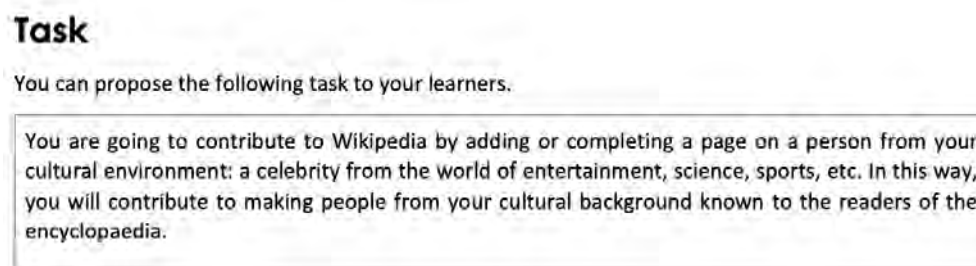 Task
You can propose the following task to your learners.
You are going to contribute to Wikipedia by adding or completing a page on a person from your
cultural environment: a celebrity from the world of entertainment, science, sports, etc. In this way,
you will contribute to making people from your cultural background known to the readers of the
encyclopaedia.